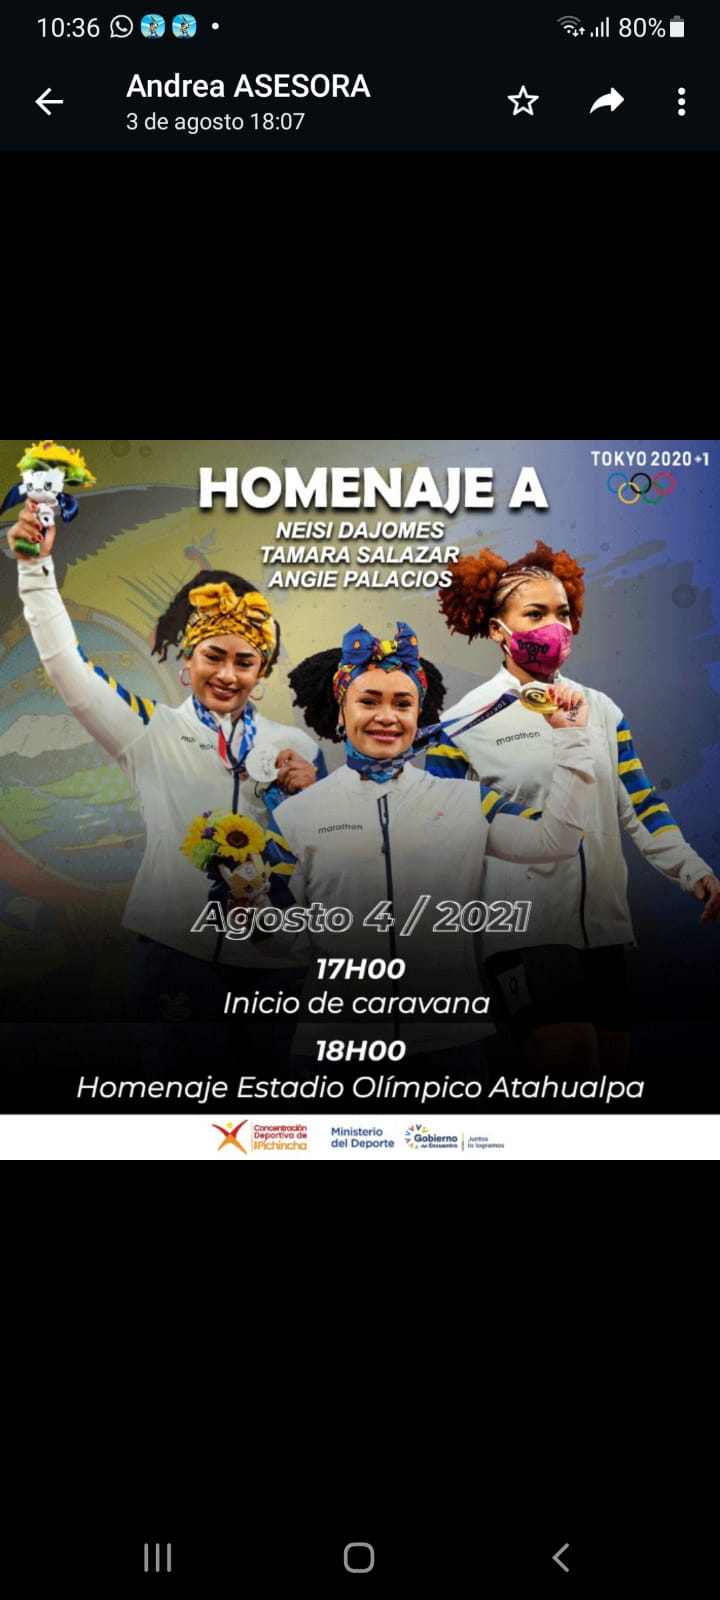 10:36
80%
Andrea ASESORA
3 de agosto 18:07
TOKYO 2020+1
HOMENAJE A
NEISI DAJOMES
TAMARA SALAZAR
ANGIE PALACIOS
marathon
marathon
Agosto 4 / 2021
17H00
Inicio de caravana
9
18H00
Homenaje Estadio Olímpico Atahualpa
Concentración
Deportiva de
Pichincha
Ministerio
del Deporte
Gobierno
del Encuentro
Juntos
lo logramos